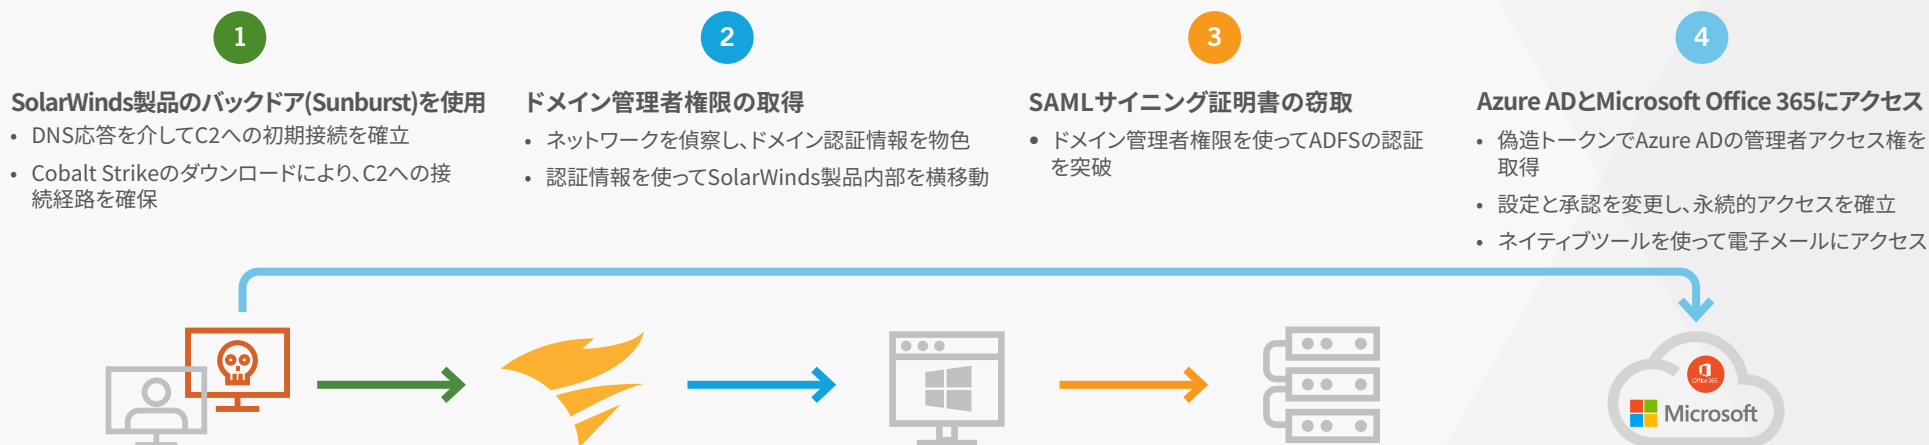 1
SolarWinds製品のバックドア(Sunburst)を使用
• DNS応答を介してC2への初期接続を確立
• Cobalt Strikeのダウンロードにより、C2への接
続経路を確保
2
ドメイン管理者権限の取得
• ネットワークを偵察し、ドメイン認証情報を物色
• 認証情報を使ってSolarWinds製品内部を横移動
3
SAMLサイニング証明書の窃取
• ドメイン管理者権限を使ってADFSの認証
を突破
4
Azure ADとMicrosoft Office 365にアクセス
• 偽造トークンでAzure ADの管理者アクセス権を
取得
• 設定と承認を変更し、永続的アクセスを確立
• ネイティブツールを使って電子メールにアクセス
Office 365
Microsoft